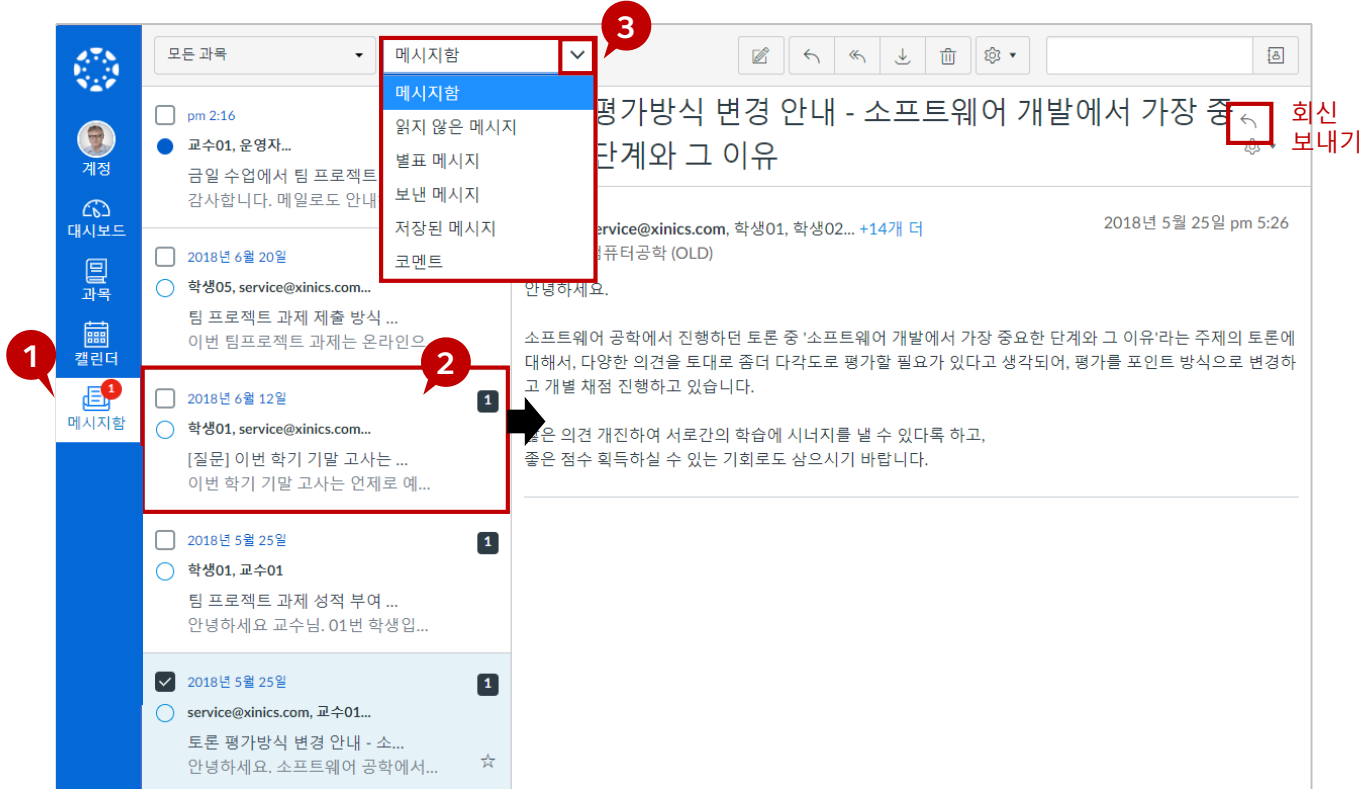 3
모든 과목
메시지함
메시지함
읽지 않은 메시지
별표 메시지
보낸 메시지
저장된 메시지
코멘트
계정
대시보드
과목
캘린더
1
메시지함
1
pm 2:16
교수01, 운영자...
금일 수업에서 팀 프로젝트
감사합니다. 메일로도 안내
2018년 6월 20일
학생05, service@xinics.com...
팀 프로젝트 과제 제출 방식 ...
이번 팀프로젝트 과제는 온라인으
2
2018년 6월 12일
1
학생01, service@xinics.com...
[질문] 이번 학기 기말 고사는 ...
이번 학기 기말 고사는 언제로 예...
2018년 5월 25일
1
학생01, 교수01
팀 프로젝트 과제 성적 부여 ...
안녕하세요 교수님. 01번 학생입...
2018년 5월 25일
1
service@xinics.com, 교수01...
토론 평가방식 변경 안내 - 소...
안녕하세요. 소프트웨어 공학에서...
평가방식 변경 안내 - 소프트웨어 개발에서 가장 중
단계와 그 이유
회신
보내기
ervice@xinics.com, 학생01, 학생02... +14개 더
2018년 5월 25일 pm 5:26
컴퓨터공학 (OLD)
안녕하세요.
소프트웨어 공학에서 진행하던 토론 중 '소프트웨어 개발에서 가장 중요한 단계와 그 이유'라는 주제의 토론에
대해서, 다양한 의견을 토대로 좀더 다각도로 평가할 필요가 있다고 생각되어, 평가를 포인트 방식으로 변경하
고 개별 채점 진행하고 있습니다.
은 의견 개진하여 서로간의 학습에 시너지를 낼 수 있다록 하고,
좋은 점수 획득하실 수 있는 기회로도 삼으시기 바랍니다.